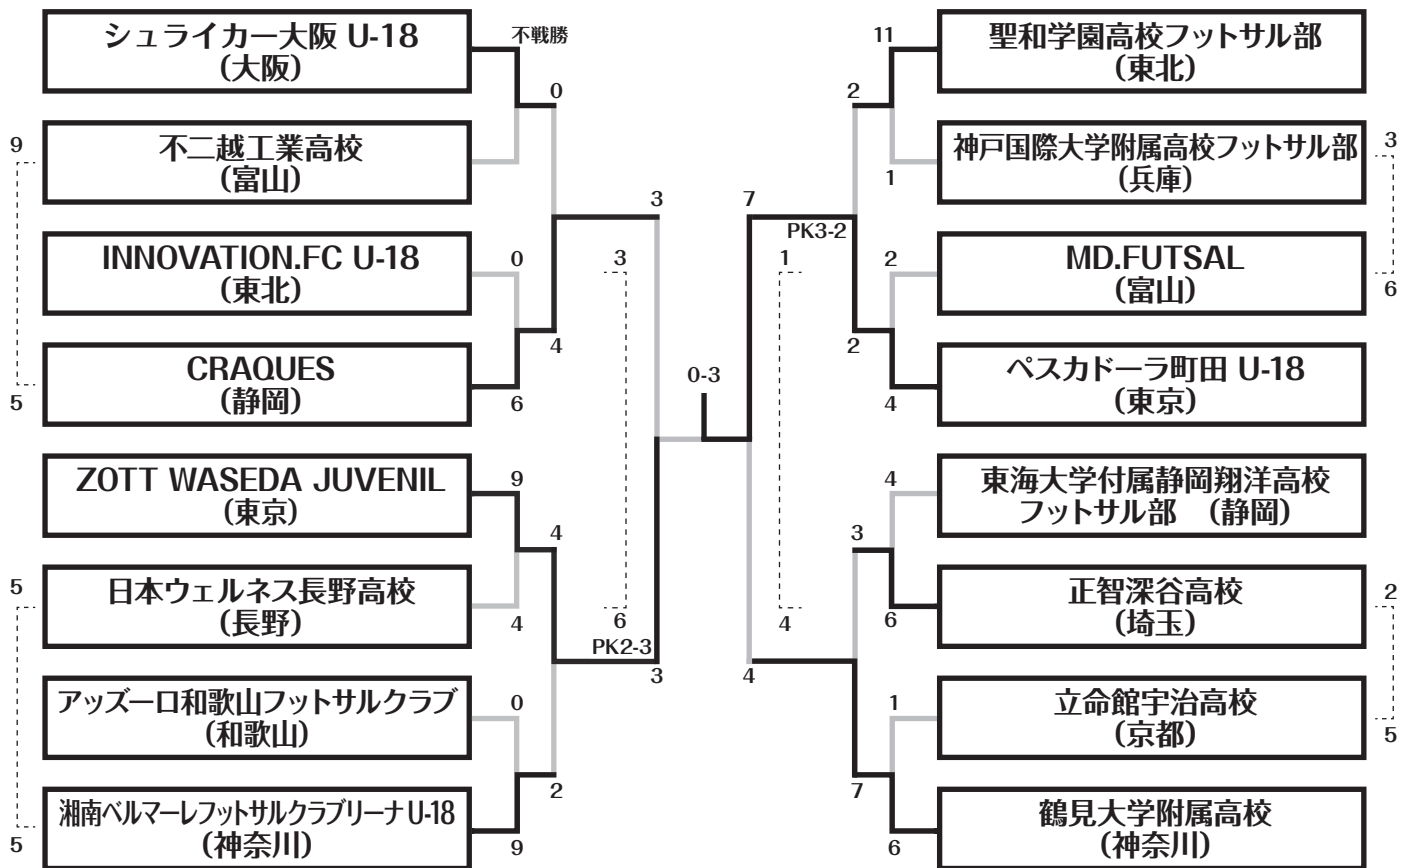 シュライカー大阪 U-18
（大阪）
不二越工業高校
（富山）
INNOVATION.FC U-18
（東北）
CRAQUES
（静岡）
ZOTT WASEDA JUVENIL
（東京）
日本ウェルネス長野高校
（長野）
アッズーロ和歌山フットサルクラブ
（和歌山）
湘南ベルマーレフットサルクラブリーナ U-18
（神奈川）
9
5
5
5
不戦勝
0
0
4
6
9
4
4
0
2
9
3
3
6
PK2-3
3
0-3
7
PK3-2
1
4
4
11
2
1
2
2
4
4
3
6
1
7
6
聖和学園高校フットサル部
（東北）
神戸国際大学附属高校フットサル部
（兵庫）
MD.FUTSAL
（富山）
ペスカドーラ町田 U-18
（東京）
東海大学付属静岡翔洋高校
フットサル部　（静岡）
正智深谷高校
（埼玉）
立命館宇治高校
（京都）
鶴見大学附属高校
（神奈川）
3
6
2
5